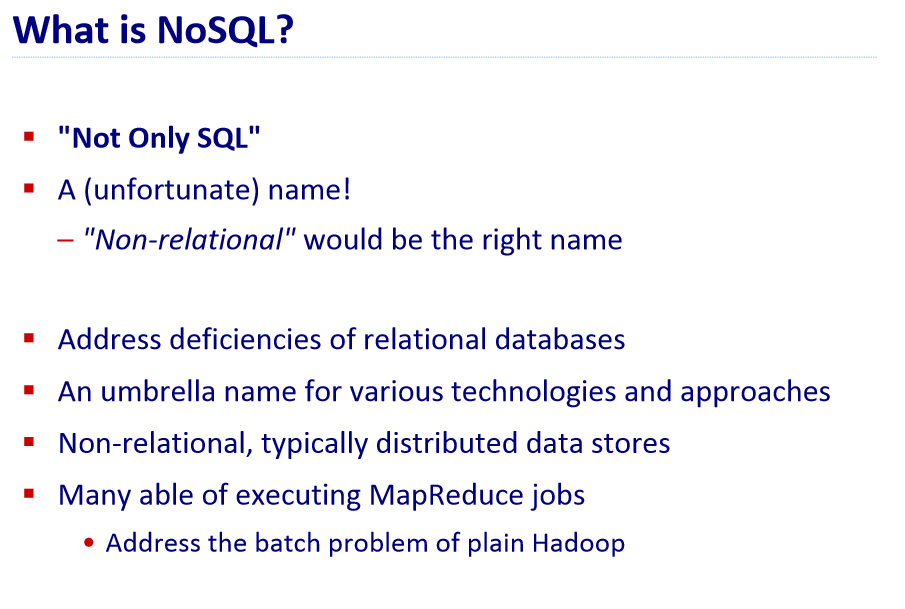 What is NoSQL?
"Not Only SQL"
A (unfortunate) name!
– "Non-relational" would be the right name
Address deficiencies of relational databases
An umbrella name for various technologies and approaches
Non-relational, typically distributed data stores
Many able of executing MapReduce jobs
Address the batch problem of plain Hadoop